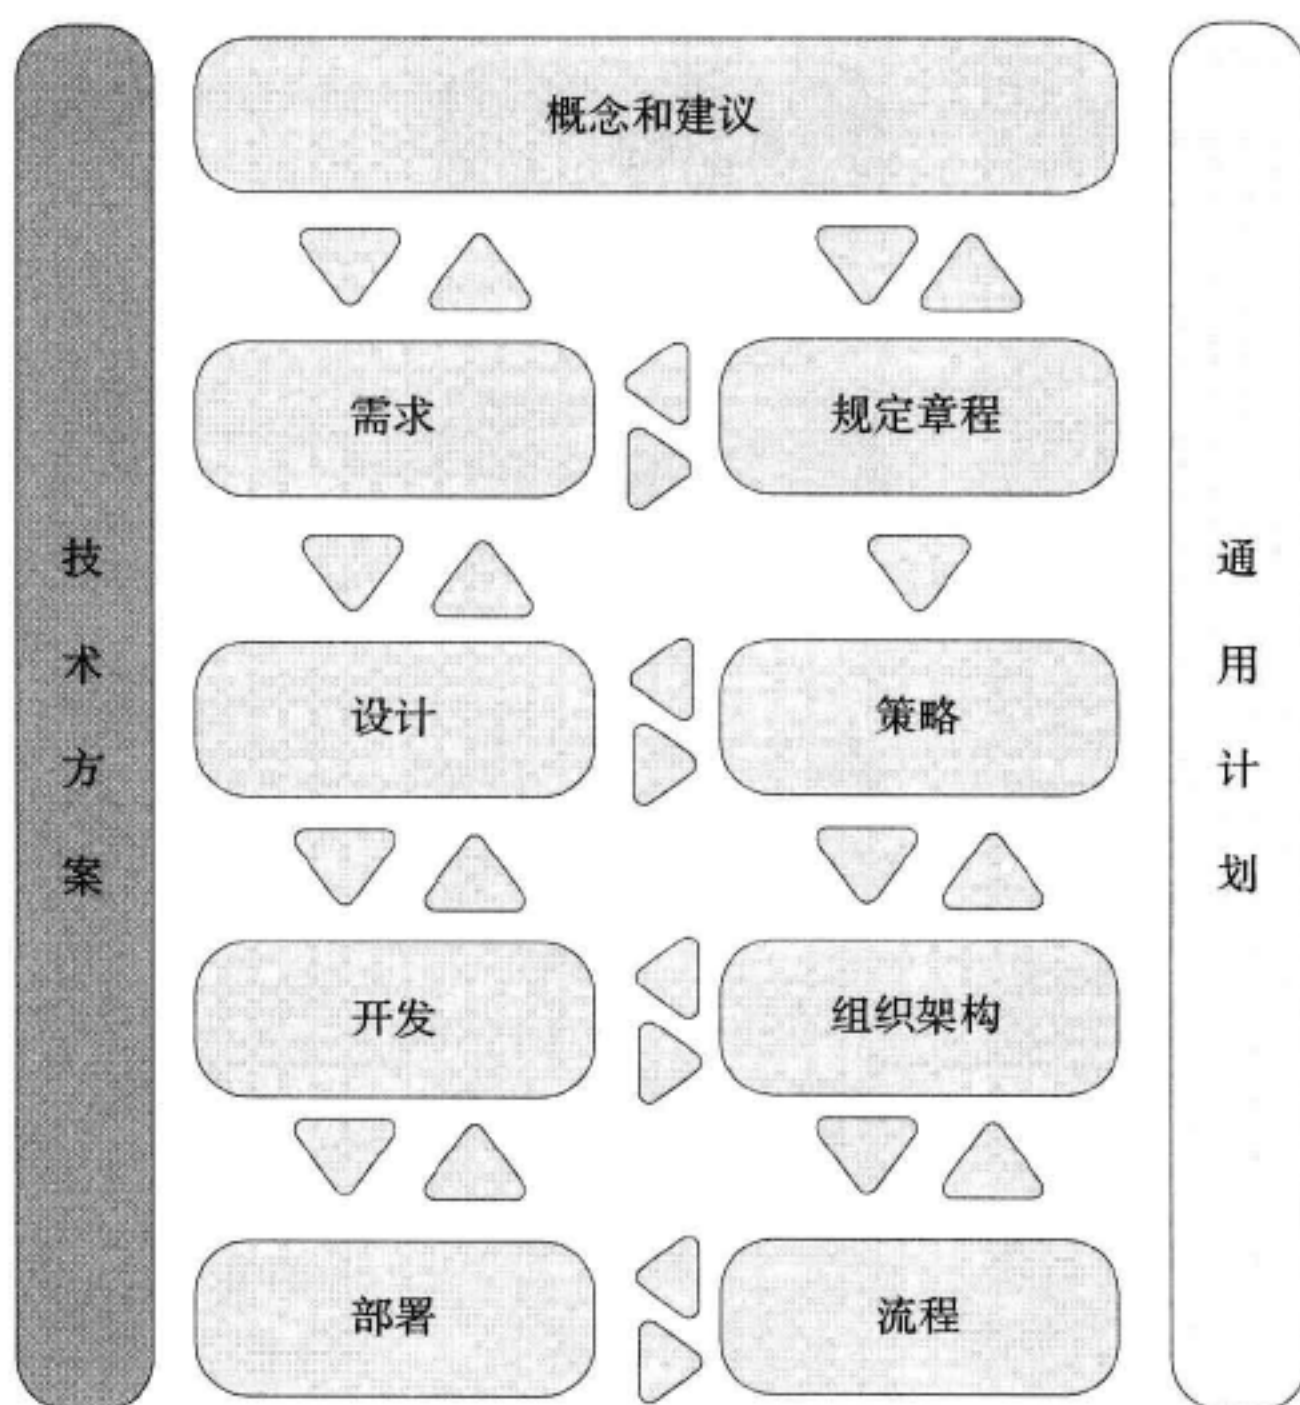 概念和建议
需求
规定章程
设计
策略
开发
组织架构
部署
流程
技术方案
通用计划